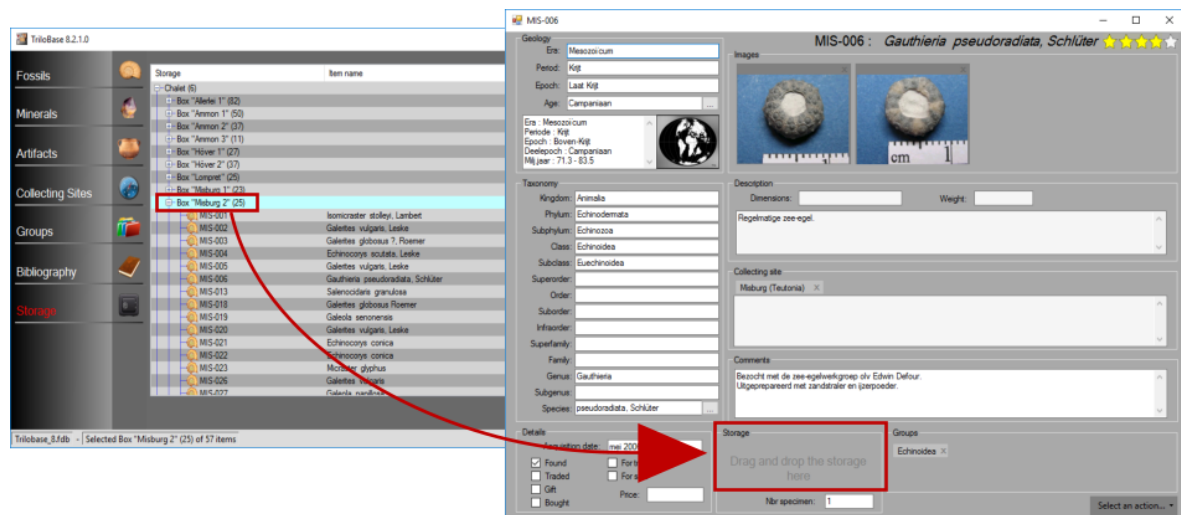 TriloBase 8.2.1.0
Fossils
Minerals
Artifacts
Collecting Sites
Groups
Bibliography
Storage
Storage Item name
Chalet (6)
Box "Allerlei 1" (82)
Box "Ammon 1" (50)
Box "Ammon 2" (37)
Box "Ammon 3" (11)
Box "Höver 1" (27)
Box "Höver 2" (37)
Box "Lompret" (25)
Box "Misburg 1" (23)
Box "Misburg 2" (25)
MIS-001 Isomicraster stolleyi, Lambert
MIS-002 Galerites vulgaris, Leske
MIS-003 Galerites globosus ?, Roemer
MIS-004 Echinocorys scutata, Leske
MIS-005 Galerites vulgaris, Leske
MIS-006 Gauthieria pseudoradiata, Schlüter
MIS-013 Salenocidaris granulosa
MIS-018 Galerites globosus Roemer
MIS-019 Galeola senonensis
MIS-020 Galerites vulgaris, Leske
MIS-021 Echinocorys conica
MIS-022 Echinocorys conica
MIS-023 Micraster glyphus
MIS-026 Galerites vulgaris
MIS-027 Galeola papillosa
Trilobase_8.fdb - Selected Box "Misburg 2" (25) of 57 items
MIS-006
MIS-006 : Gauthieria pseudoradiata, Schlüter
Geology
Era: Mesozoïcum
Period: Krijt
Epoch: Laat Krijt
Age: Campaniaan ...
Era : Mesozoïcum
Periode : Krijt
Epoch : Boven-Krijt
Deelepoch : Campaniaan
Milj.jaar : 71.3 - 83.5
Images
cm 1
Taxonomy
Kingdom: Animalia
Phylum: Echinodermata
Subphylum: Echinozoa
Class: Echinoidea
Subclass: Euechinoidea
Superorder:
Order:
Suborder:
Infraorder:
Superfamily:
Family:
Genus: Gauthieria
Subgenus:
Species: pseudoradiata, Schlüter ...
Description
Dimensions: Weight:
Regelmatige zee-egel.
Collecting site
Misburg (Teutonia) ×
Comments
Bezocht met de zee-egelwerkgroep olv Edwin Defour.
Uitgeprepareerd met zandstraler en ijzerpoeder.
Details
Acquisition date: mei
Found
Traded
Gift
Bought
Price:
Storage
Drag and drop the storage
here
Nbr specimen: 1
Groups
Echinoidea ×
Select an action...